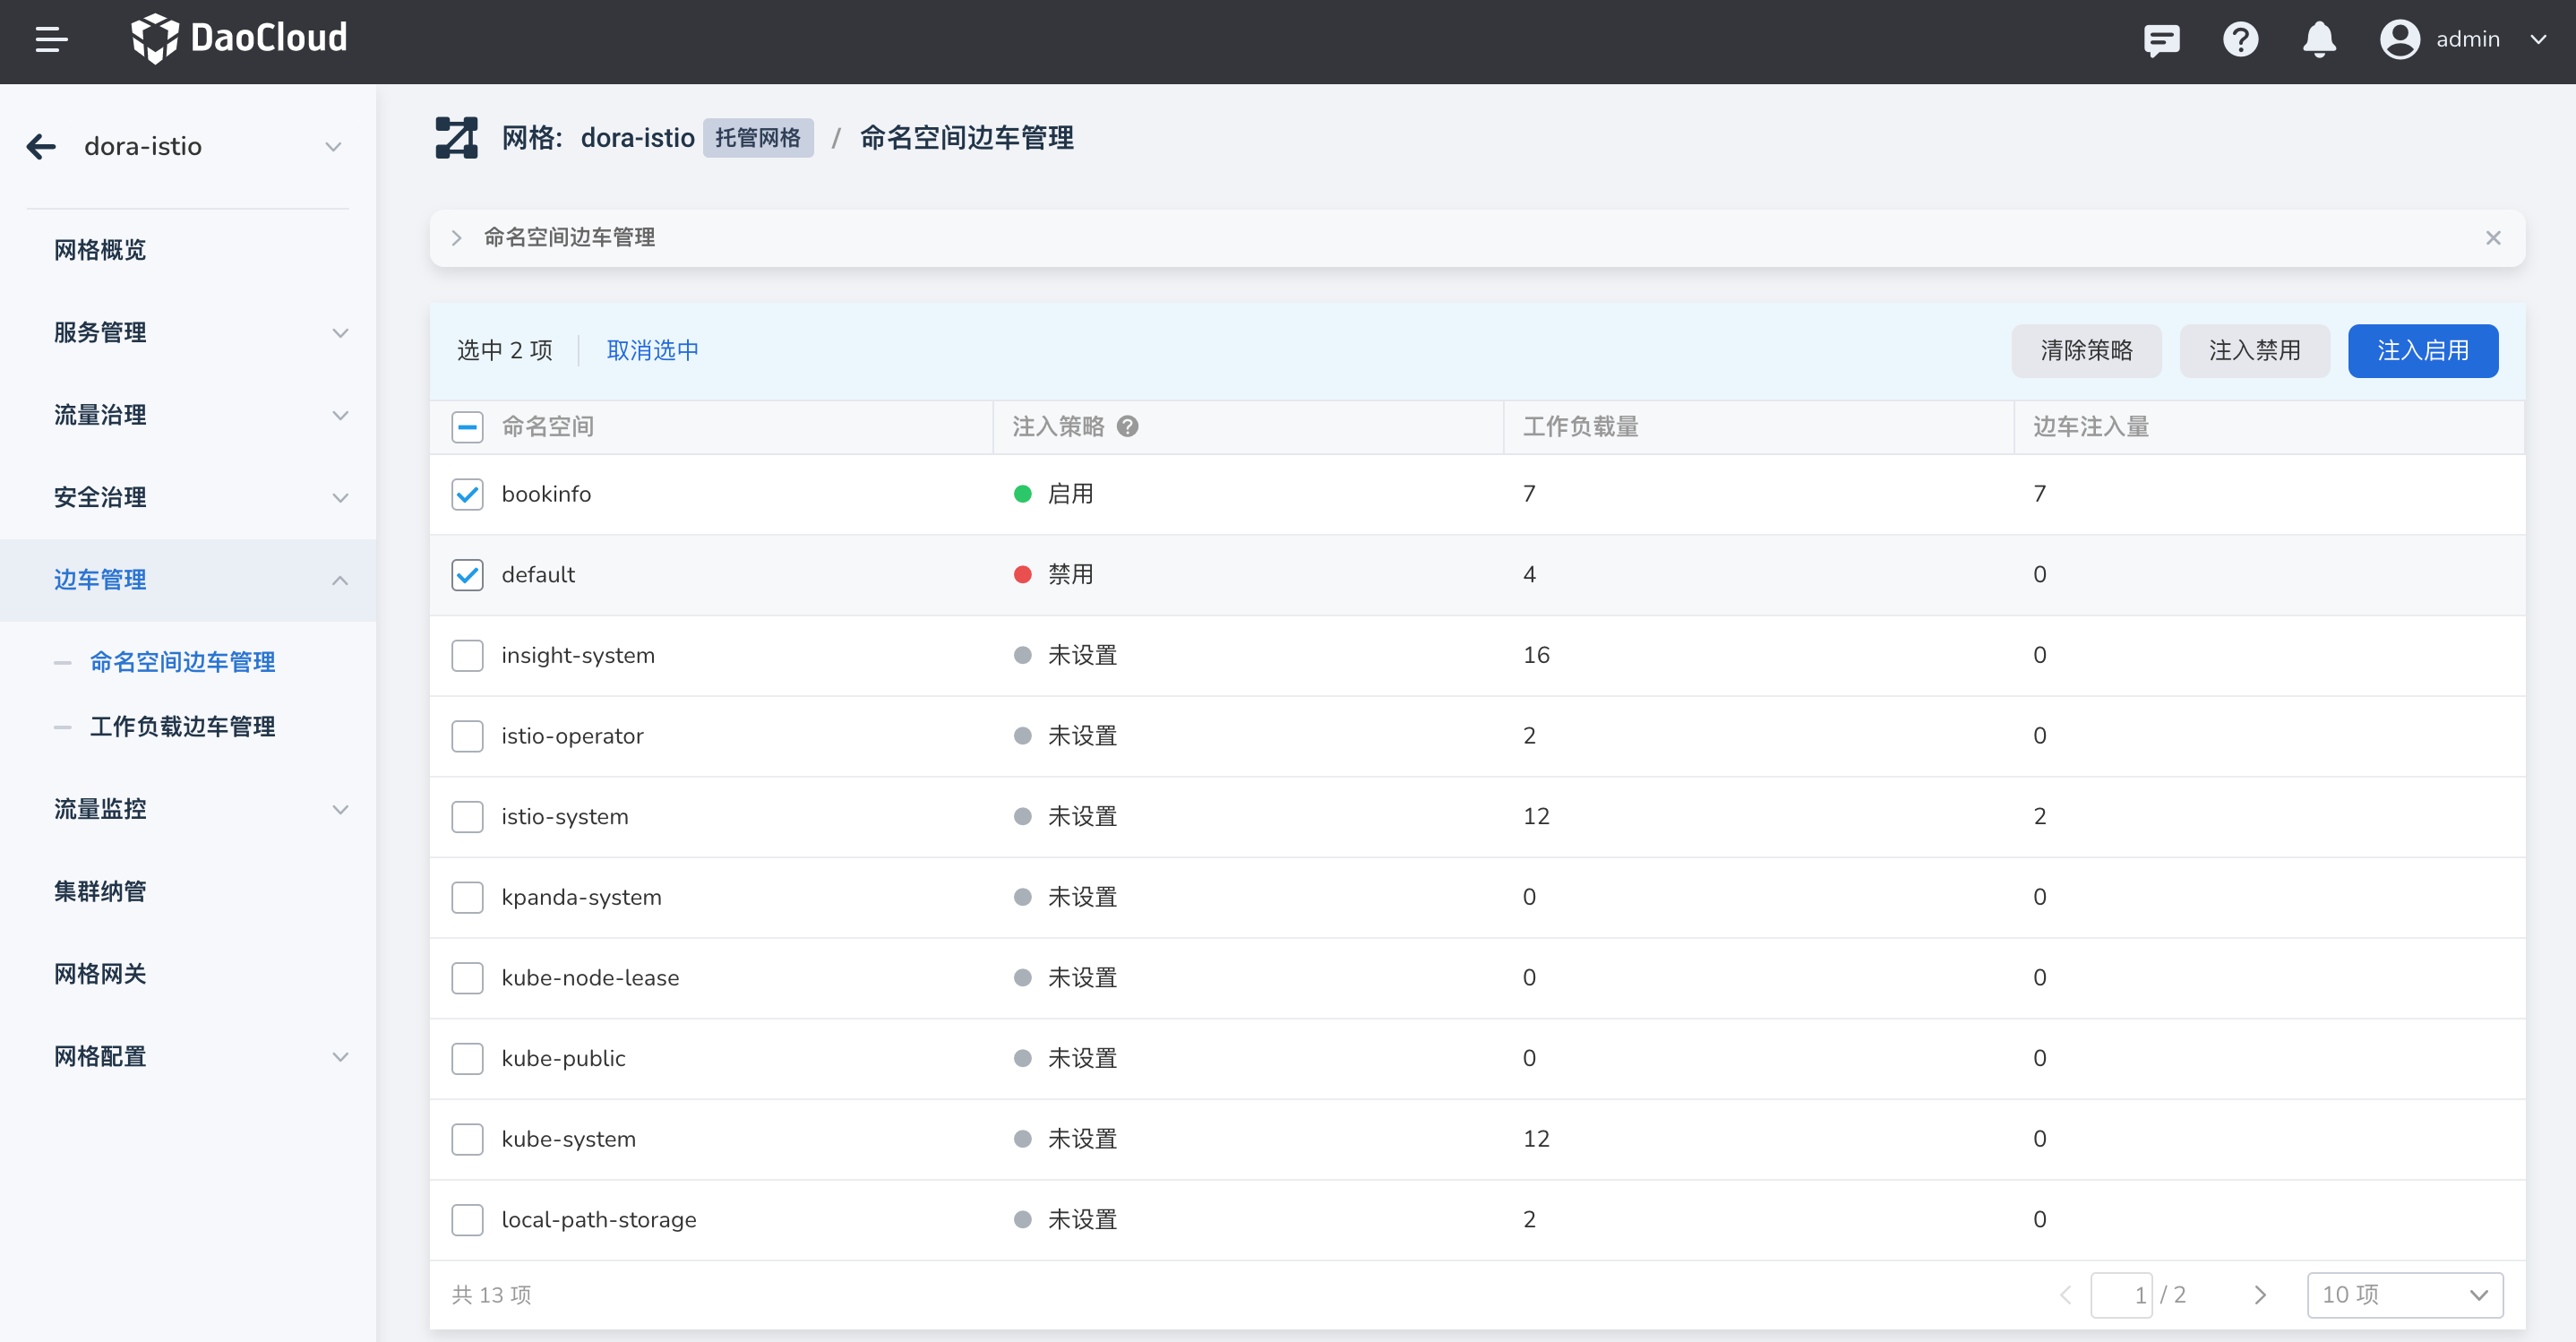 DaoCloud
admin
dora-istio
网格: dora-istio 托管网格 / 命名空间边车管理
网格概览
服务管理
流量治理
安全治理
边车管理
命名空间边车管理
工作负载边车管理
流量监控
集群纳管
网格网关
网格配置
命名空间边车管理
选中 2 项 取消选中 清除策略 注入禁用 注入启用
命名空间 注入策略 工作负载量 边车注入量
bookinfo 启用 7 7
default 禁用 4 0
insight-system 未设置 16 0
istio-operator 未设置 2 0
istio-system 未设置 12 2
kpanda-system 未设置 0 0
kube-node-lease 未设置 0 0
kube-public 未设置 0 0
kube-system 未设置 12 0
local-path-storage 未设置 2 0
共 13 项 1 / 2 10 项